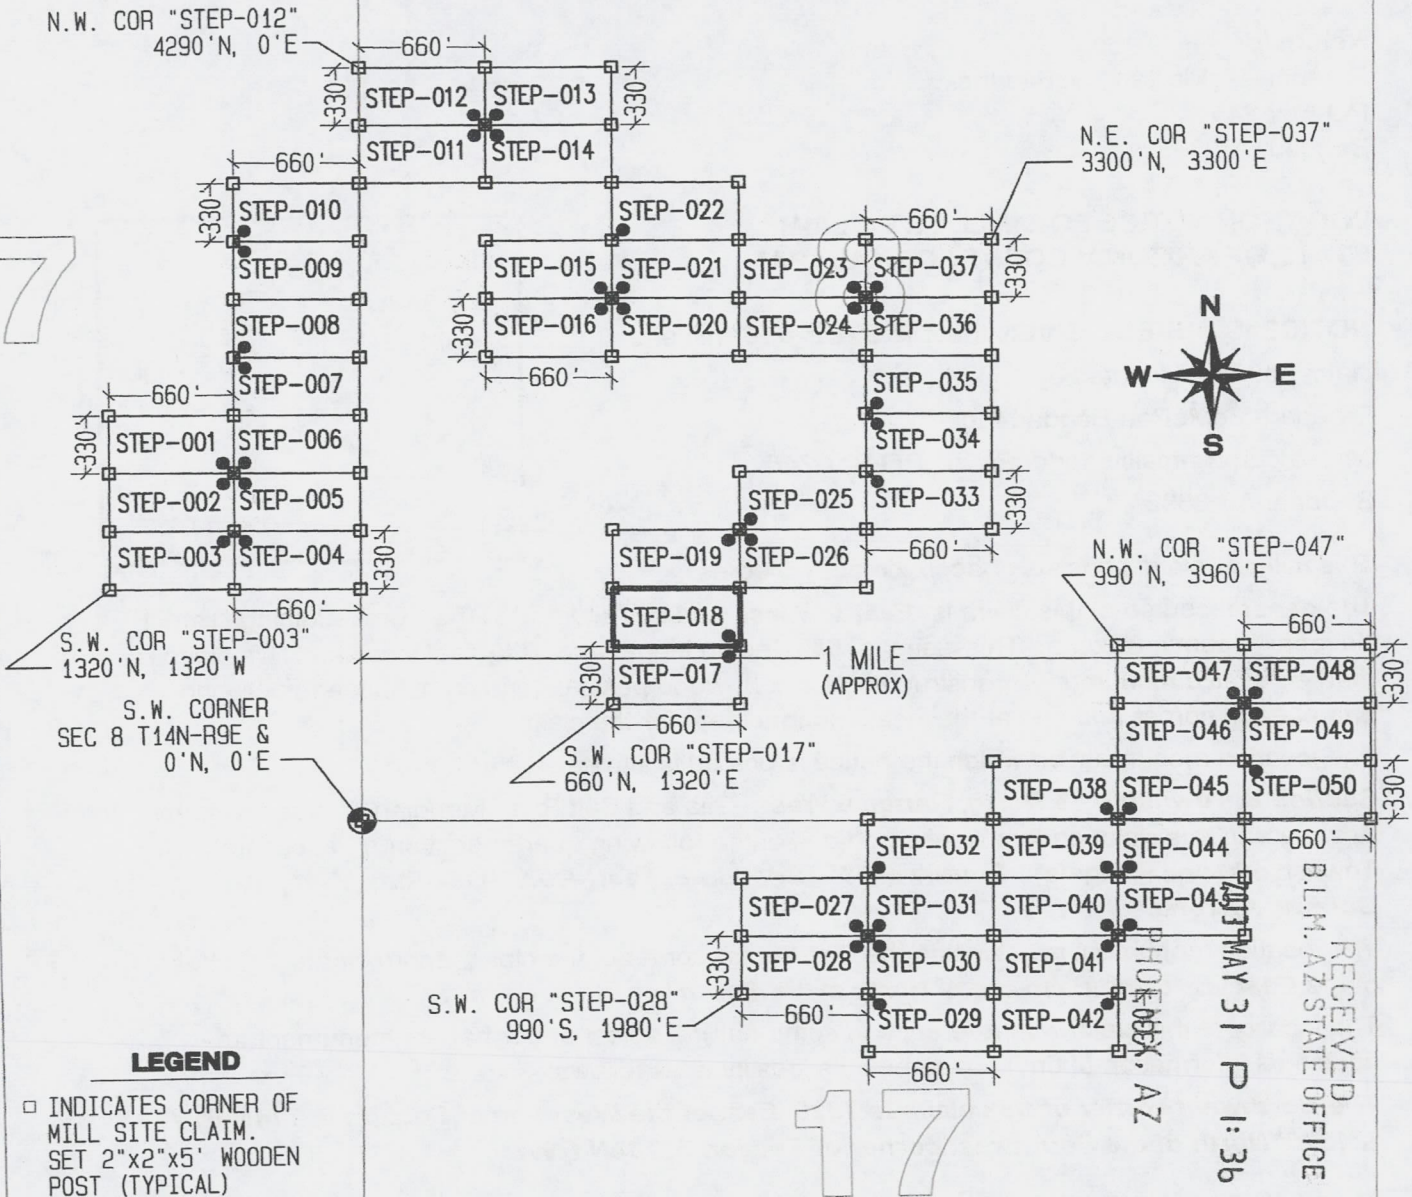 N.W. COR "STEP-012"
4290'N, 0'E
660'
330'
STEP-012
STEP-013
330'
STEP-011
STEP-014
N.E. COR "STEP-037"
3300'N, 3300'E
660'
330'
STEP-010
STEP-022
660'
7
STEP-009
STEP-015
STEP-021
STEP-023
8
STEP-037
330'
STEP-008
330'
STEP-016
STEP-020
STEP-024
STEP-036
N
W
E
S
STEP-007
660'
STEP-035
660'
330'
STEP-001
STEP-006
STEP-034
STEP-002
STEP-005
STEP-025
STEP-033
330'
STEP-003
STEP-004
330'
STEP-019
STEP-026
660'
N.W. COR "STEP-047"
990'N, 3960'E
660'
STEP-018
660'
S.W. COR "STEP-003"
1320'N, 1320'W
330'
STEP-017
1 MILE
(APPROX)
STEP-047
STEP-048
330'
660'
S.W. CORNER
SEC 8 T14N-R9E &
0'N, 0'E
S.W. COR "STEP-017"
660'N, 1320'E
STEP-046
STEP-049
STEP-038
STEP-045
STEP-050
330'
STEP-032
STEP-039
STEP-044
660'
STEP-027
STEP-031
STEP-040
STEP-043
330'
STEP-028
STEP-030
STEP-041
S.W. COR "STEP-028"
990'S, 1980'E
660'
STEP-029
STEP-042
660'
17
RECEIVED
B.L.M. AZ STATE OFFICE
MAY 31 P 1:36
PHOENIX, AZ
LEGEND
□ INDICATES CORNER OF
MILL SITE CLAIM.
SET 2"x2"x5' WOODEN
POST (TYPICAL)